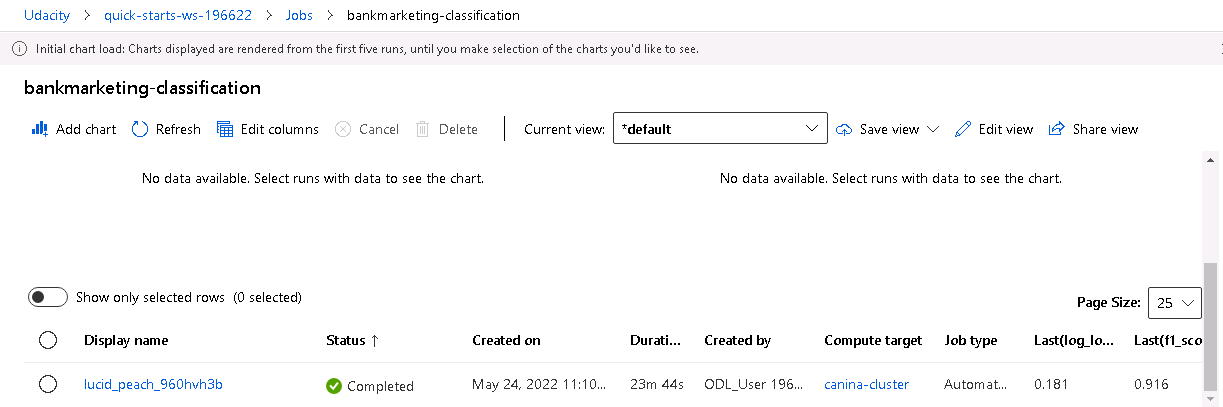 Udacity > quick-starts-ws-196622 > Jobs > bankmarketing-classification
Initial chart load: Charts displayed are rendered from the first five runs, until you make selection of the charts you'd like to see.
bankmarketing-classification
Add chart Refresh Edit columns Cancel Delete Current view: *default Save view Edit view Share view
No data available. Select runs with data to see the chart. No data available. Select runs with data to see the chart.
Show only selected rows (0 selected)
Page Size: 25
Display name Status ↑ Created on Durati... Created by Compute target Job type Last(log_lo... Last(f1_sco
lucid_peach_960hvh3b Completed May 24, 2022 11:10... 23m 44s ODL_User 196... canina-cluster Automat... 0.181 0.916